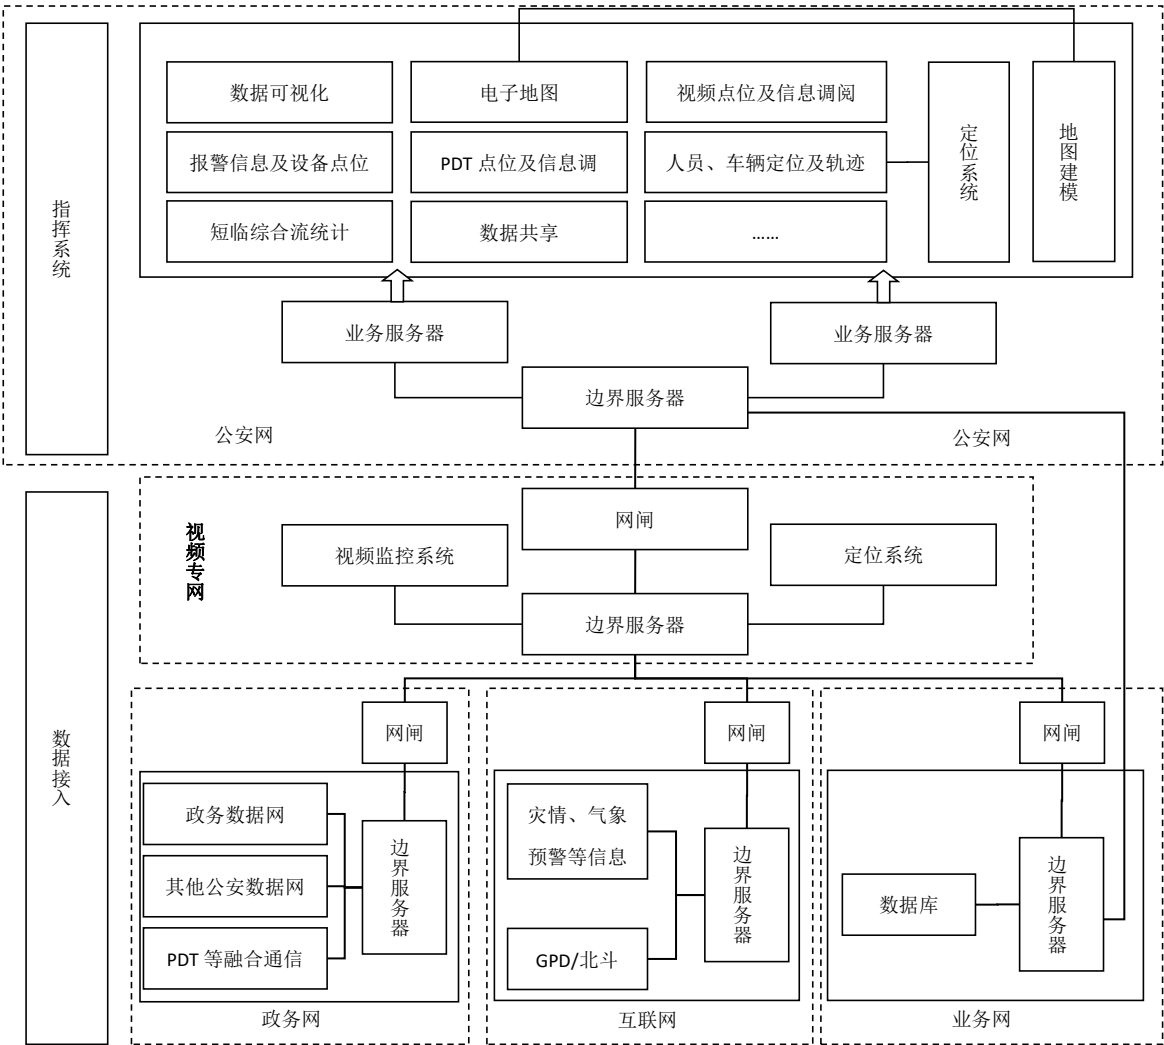 指挥系统
数据可视化
电子地图
视频点位及信息调阅
报警信息及设备点位
PDT 点位及信息调
人员、车辆定位及轨迹
短临综合流统计
数据共享
......
定位系统
地图建模
业务服务器
业务服务器
边界服务器
公安网
公安网
数据接入
视频专网
网闸
视频监控系统
定位系统
边界服务器
网闸
网闸
网闸
政务数据网
其他公安数据网
PDT 等融合通信
边界服务器
政务网
灾情、气象
预警等信息
GPD/北斗
边界服务器
互联网
数据库
边界服务器
业务网